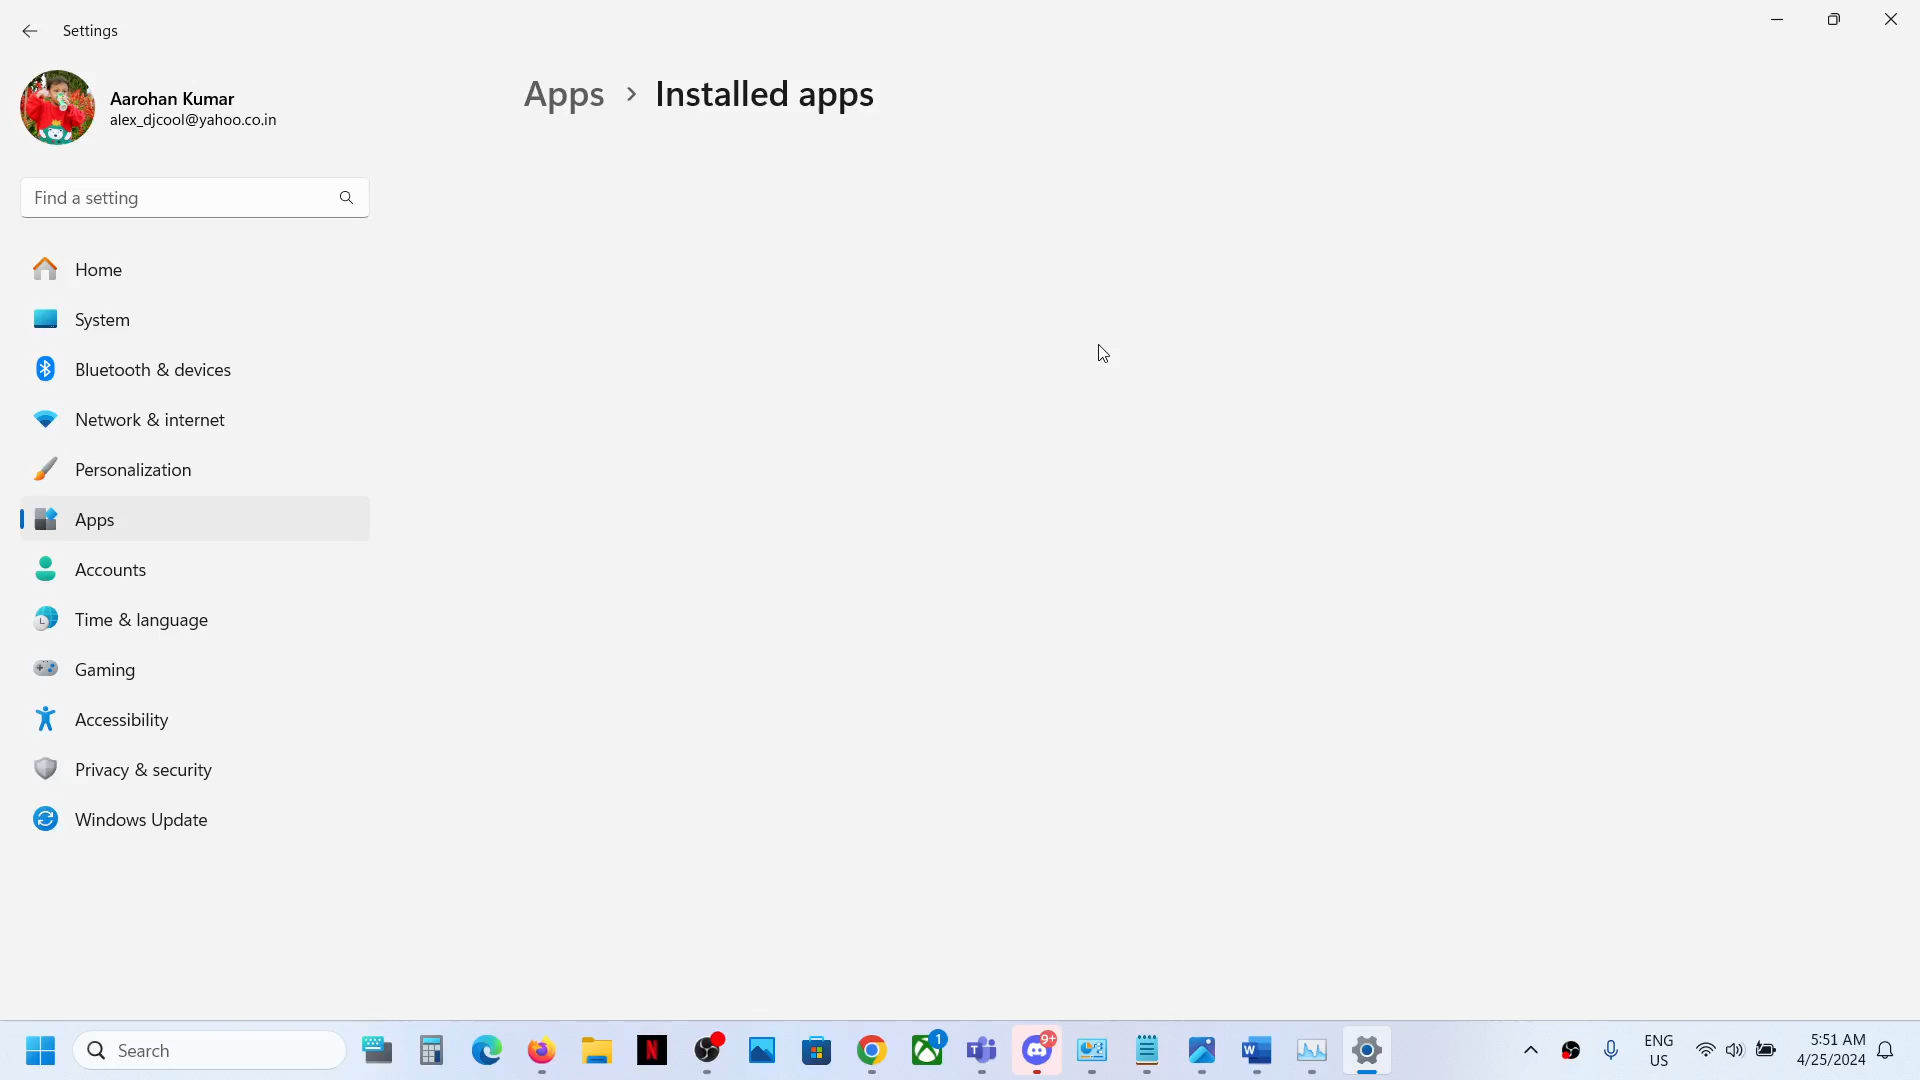 Settings
Aarohan Kumar
alex_djcool@yahoo.co.in
Find a setting
Home
System
Bluetooth & devices
Network & internet
Personalization
Apps
Accounts
Time & language
Gaming
Accessibility
Privacy & security
Windows Update
Apps > Installed apps
Search
N
1
T
9+
W
ENG
US
5:51 AM
4/25/2024